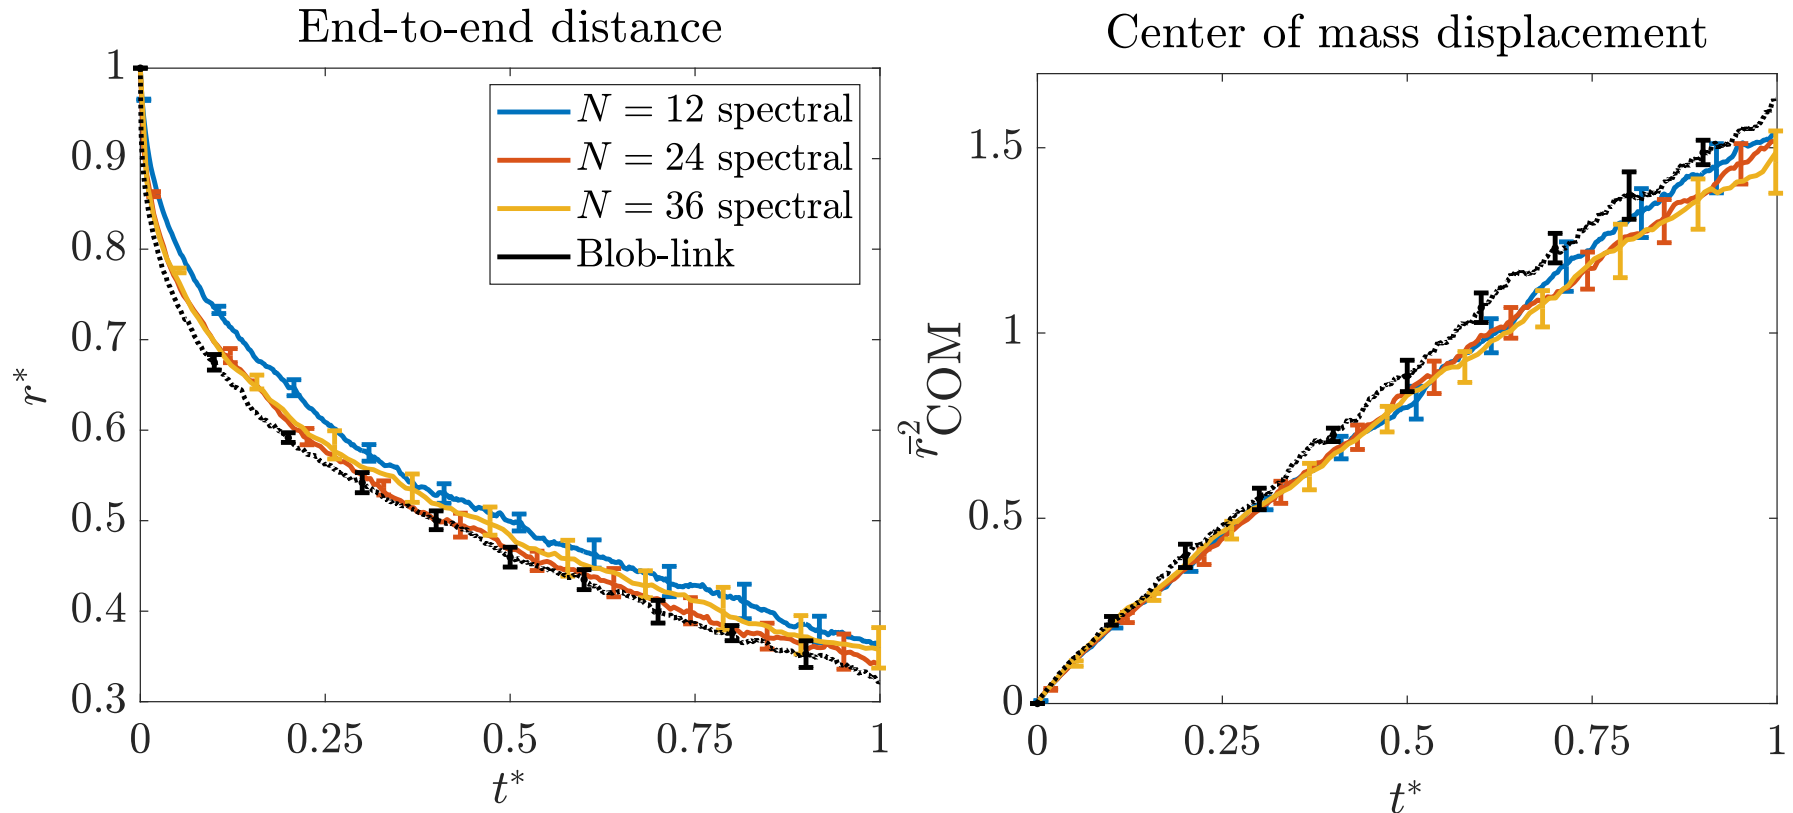 End-to-end distance
1
0.9
0.8
0.7
0.6
0.5
0.4
0.3
r*
N = 12 spectral
N = 24 spectral
N = 36 spectral
Blob-link
0 0.25 0.5 0.75 1
t*
Center of mass displacement
1.5
1
0.5
0
r̄²COM
0 0.25 0.5 0.75 1
t*